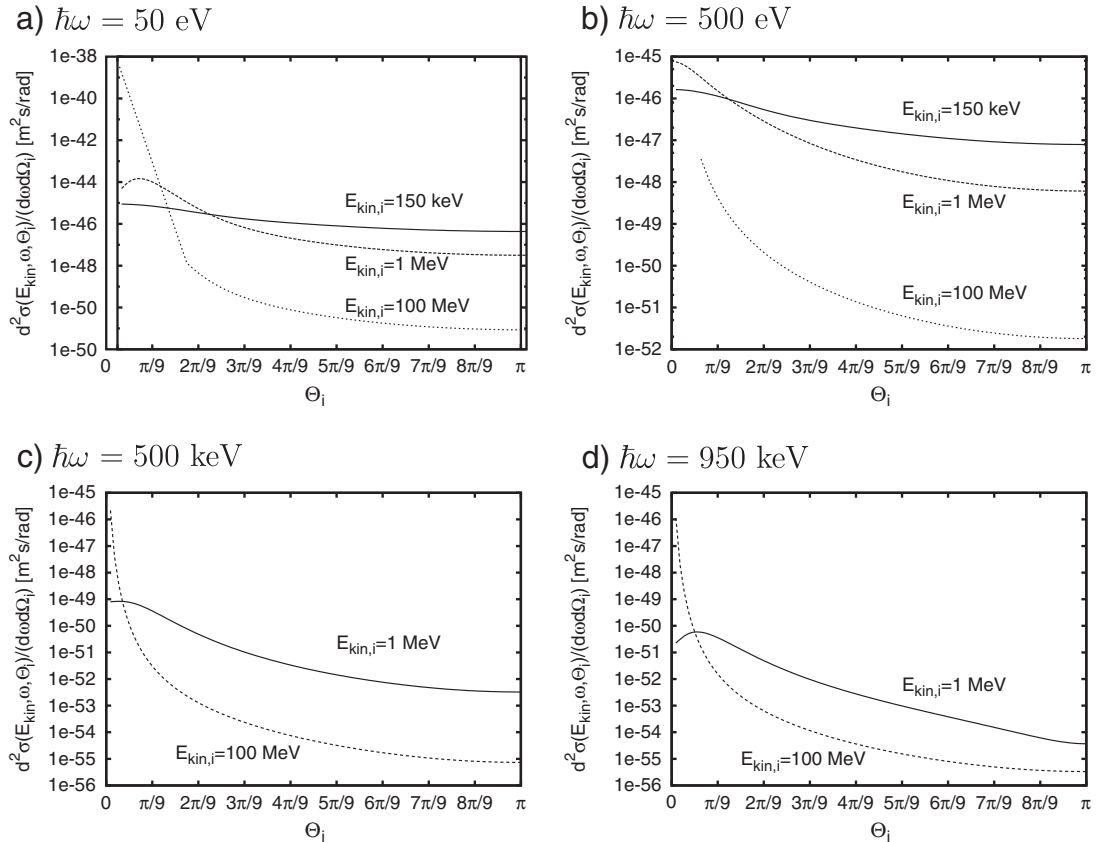 a) ℏω = 50 eV
d²σ(E_kin,ω,Θ_i)/(dωdΩ_i) [m²s/rad]
1e-38
1e-40
1e-42
1e-44
1e-46
1e-48
1e-50
1e-50
E_kin,i=150 keV
E_kin,i=1 MeV
E_kin,i=100 MeV
0 π/9 2π/9 3π/9 4π/9 5π/9 6π/9 7π/9 8π/9 π
Θ_i
b) ℏω = 500 eV
d²σ(E_kin,ω,Θ_i)/(dωdΩ_i) [m²s/rad]
1e-45
1e-46
1e-47
1e-48
1e-49
1e-50
1e-51
1e-52
E_kin,i=150 keV
E_kin,i=1 MeV
E_kin,i=100 MeV
0 π/9 2π/9 3π/9 4π/9 5π/9 6π/9 7π/9 8π/9 π
Θ_i
c) ℏω = 500 keV
d²σ(E_kin,ω,Θ_i)/(dωdΩ_i) [m²s/rad]
1e-45
1e-46
1e-47
1e-48
1e-49
1e-50
1e-51
1e-52
1e-53
1e-54
1e-55
1e-56
E_kin,i=1 MeV
E_kin,i=100 MeV
0 π/9 2π/9 3π/9 4π/9 5π/9 6π/9 7π/9 8π/9 π
Θ_i
d) ℏω = 950 keV
d²σ(E_kin,ω,Θ_i)/(dωdΩ_i) [m²s/rad]
1e-45
1e-46
1e-47
1e-48
1e-49
1e-50
1e-51
1e-52
1e-53
1e-54
1e-55
1e-56
E_kin,i=1 MeV
E_kin,i=100 MeV
0 π/9 2π/9 3π/9 4π/9 5π/9 6π/9 7π/9 8π/9 π
Θ_i